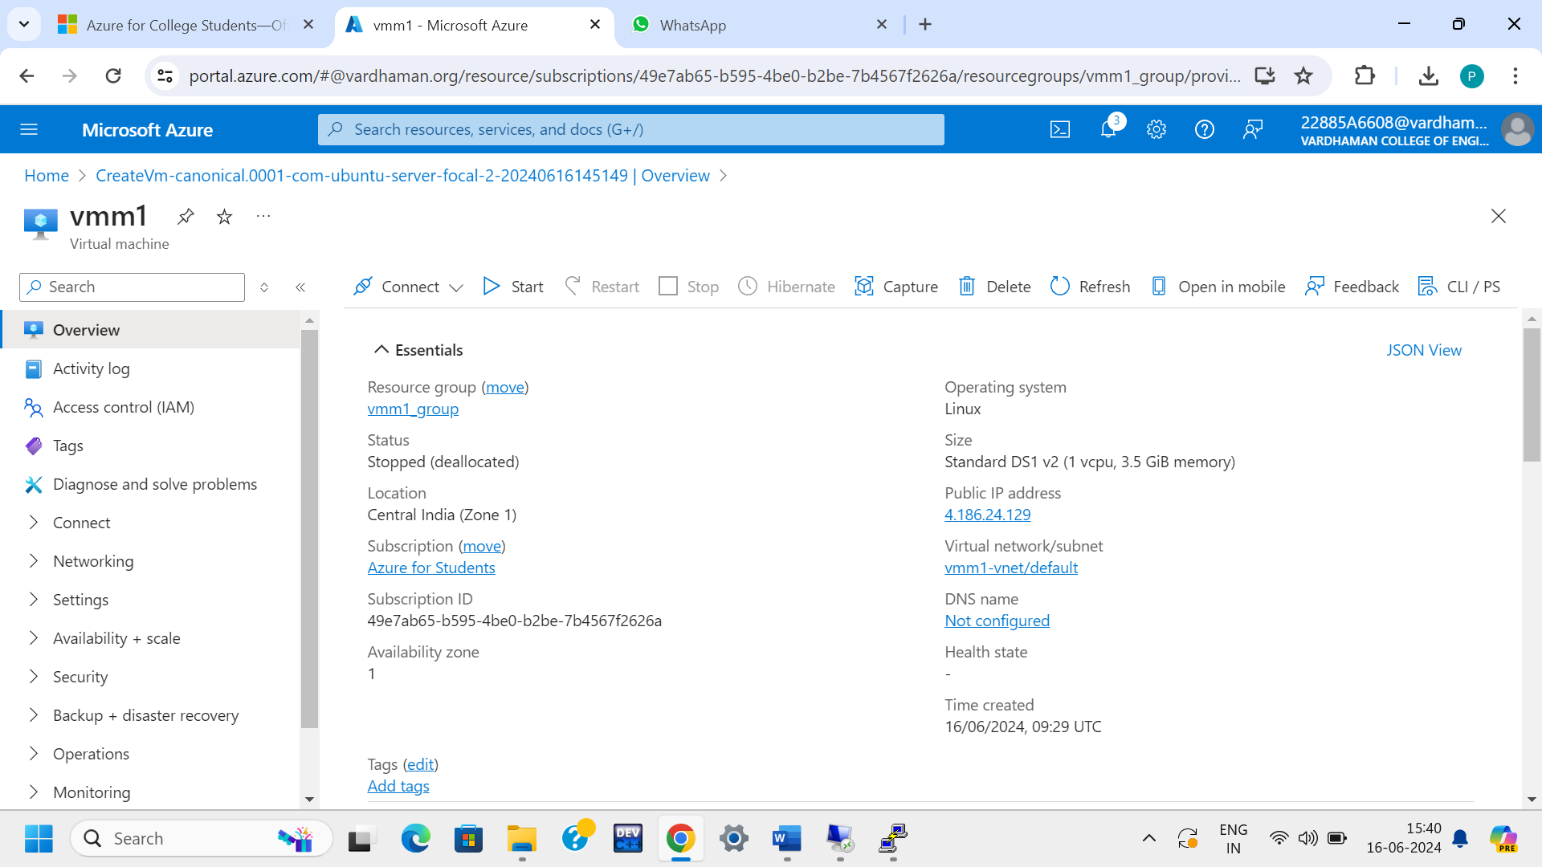 Azure for College Students—Of
vmm1 - Microsoft Azure
WhatsApp
portal.azure.com/#@vardhaman.org/resource/subscriptions/49e7ab65-b595-4be0-b2be-7b4567f2626a/resourcegroups/vmm1_group/provi...
P
Microsoft Azure
Search resources, services, and docs (G+/)
3
22885A6608@vardham...
VARDHAMAN COLLEGE OF ENGI...
Home > CreateVm-canonical.0001-com-ubuntu-server-focal-2-20240616145149 | Overview >
vmm1
Virtual machine
Search
Connect
Start
Restart
Stop
Hibernate
Capture
Delete
Refresh
Open in mobile
Feedback
CLI / PS
Overview
Activity log
Access control (IAM)
Tags
Diagnose and solve problems
Connect
Networking
Settings
Availability + scale
Security
Backup + disaster recovery
Operations
Monitoring
Essentials
JSON View
Resource group (move)
vmm1_group
Status
Stopped (deallocated)
Location
Central India (Zone 1)
Subscription (move)
Azure for Students
Subscription ID
49e7ab65-b595-4be0-b2be-7b4567f2626a
Availability zone
1
Operating system
Linux
Size
Standard DS1 v2 (1 vcpu, 3.5 GiB memory)
Public IP address
4.186.24.129
Virtual network/subnet
vmm1-vnet/default
DNS name
Not configured
Health state
-
Time created
16/06/2024, 09:29 UTC
Tags (edit)
Add tags
Search
DEV
C++
W
ENG
IN
15:40
16-06-2024
PRE